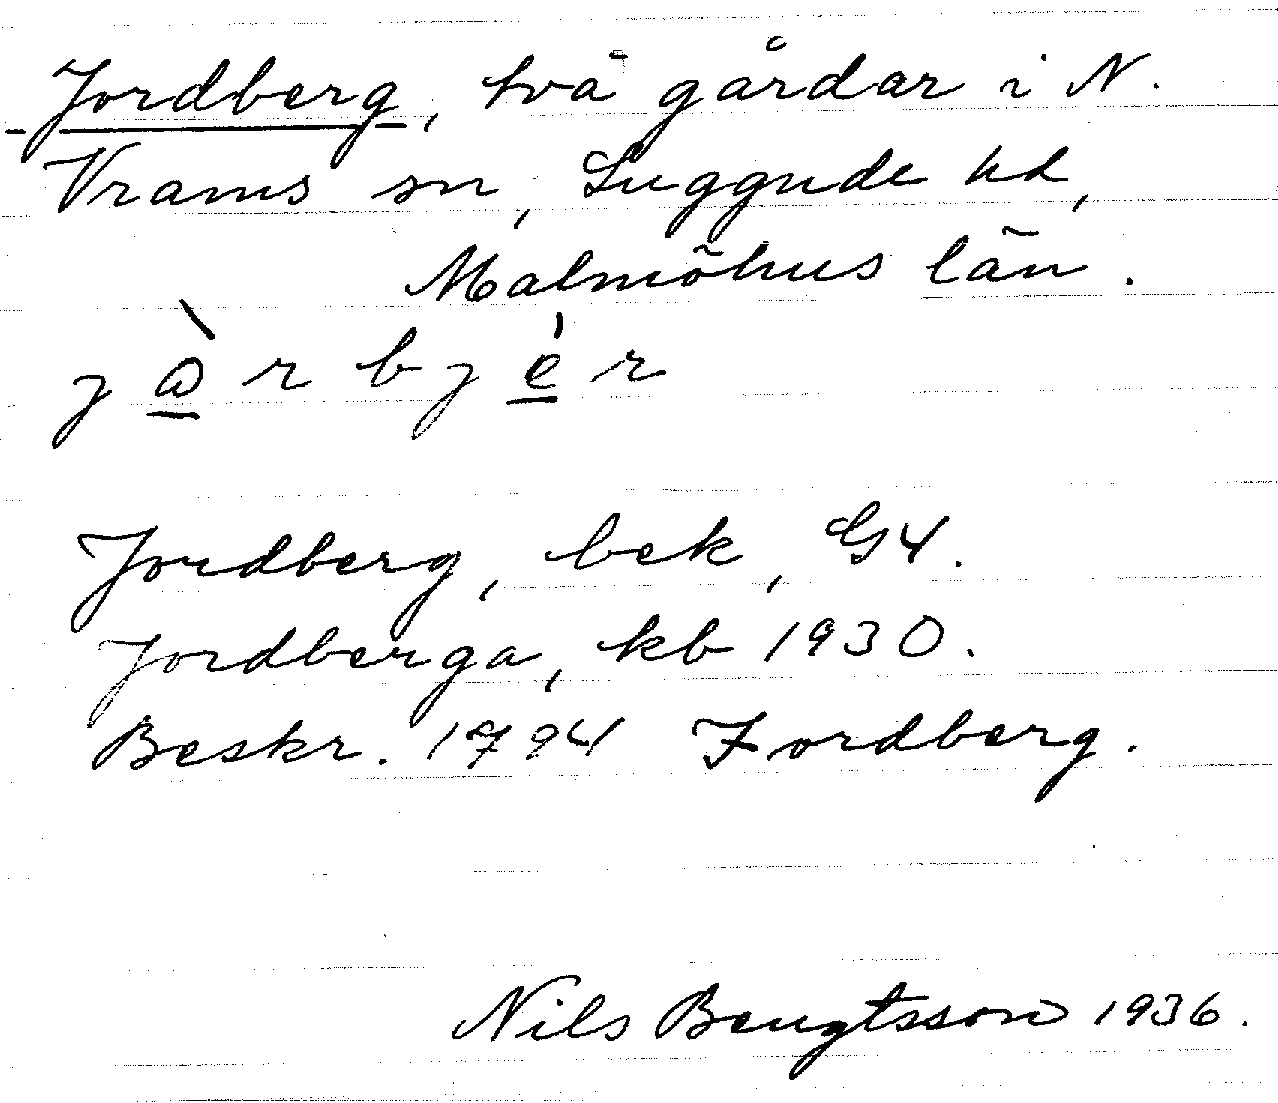 Jordberg, två gårdar i N.
Vrams sn, Luggude hd,
Malmöhus län.
j ὰ r b j é r
Jordberg, bek, G4.
Jordberga, kb 1930.
Beskr. 1794 Fordberg.
Nils Bengtsson 1936.